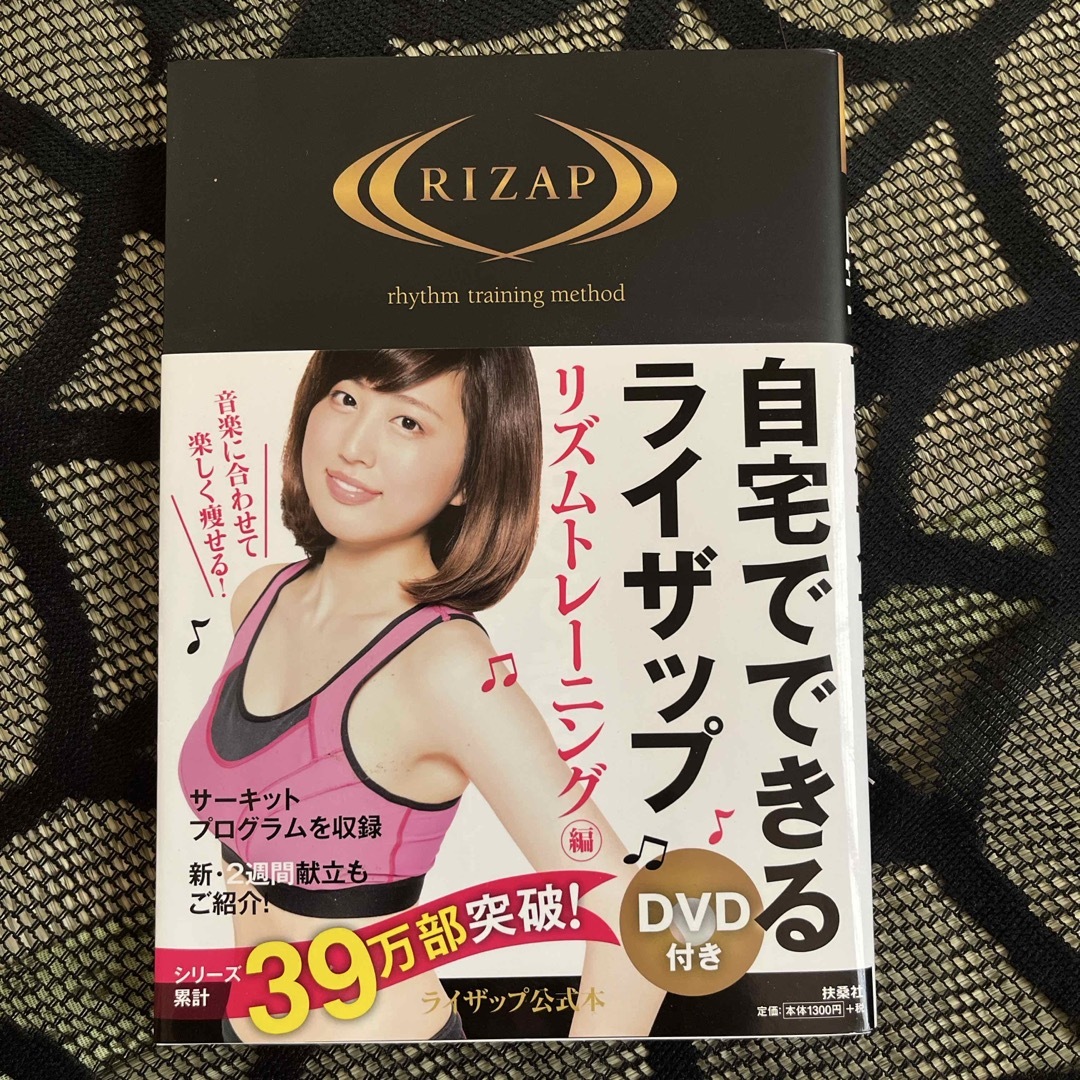 RIZAP
rhythm training method
自宅でできる
ライザップ
リズムトレーニング編
音楽に合わせて
楽しく痩せる!
サーキット
プログラムを収録
新・2週間献立も
ご紹介!
シリーズ
累計
39万部突破!
DVD
付き
ライザップ公式本
扶桑社
定価:本体1300円+税